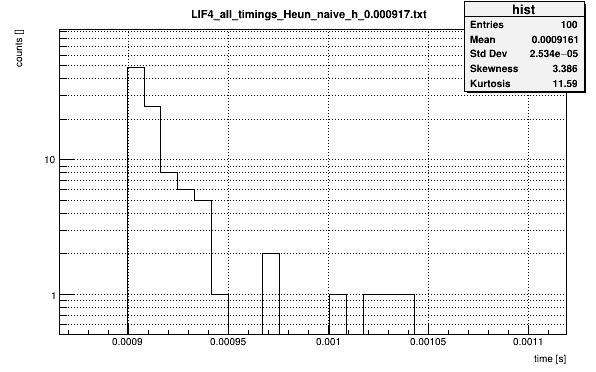 LIF4_all_timings_Heun_naive_h_0.000917.txt
hist
Entries 100
Mean 0.0009161
Std Dev 2.534e−05
Skewness 3.386
Kurtosis 11.59
counts []
10
1
0.0009 0.00095 0.001 0.00105 0.0011
time [s]